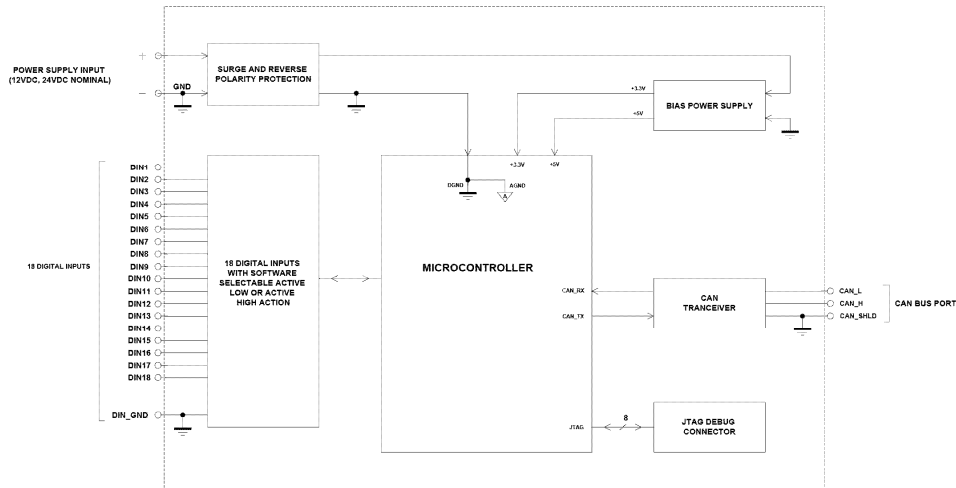 +
SURGE AND REVERSE
POLARITY PROTECTION
POWER SUPPLY INPUT
(12VDC, 24VDC NOMINAL)
GND
−
+3.3V
BIAS POWER SUPPLY
+5V
+3.3V
+5V
DGND
AGND
A
DIN1
DIN2
DIN3
DIN4
DIN5
DIN6
DIN7
DIN8
DIN9
DIN10
DIN11
DIN12
DIN13
DIN14
DIN15
DIN16
DIN17
DIN18
DIN_GND
18 DIGITAL INPUTS
18 DIGITAL INPUTS
WITH SOFTWARE
SELECTABLE ACTIVE
LOW OR ACTIVE
HIGH ACTION
MICROCONTROLLER
CAN_RX
CAN_TX
CAN
TRANCEIVER
CAN_L
CAN_H
CAN_SHLD
CAN BUS PORT
JTAG
8
JTAG DEBUG
CONNECTOR